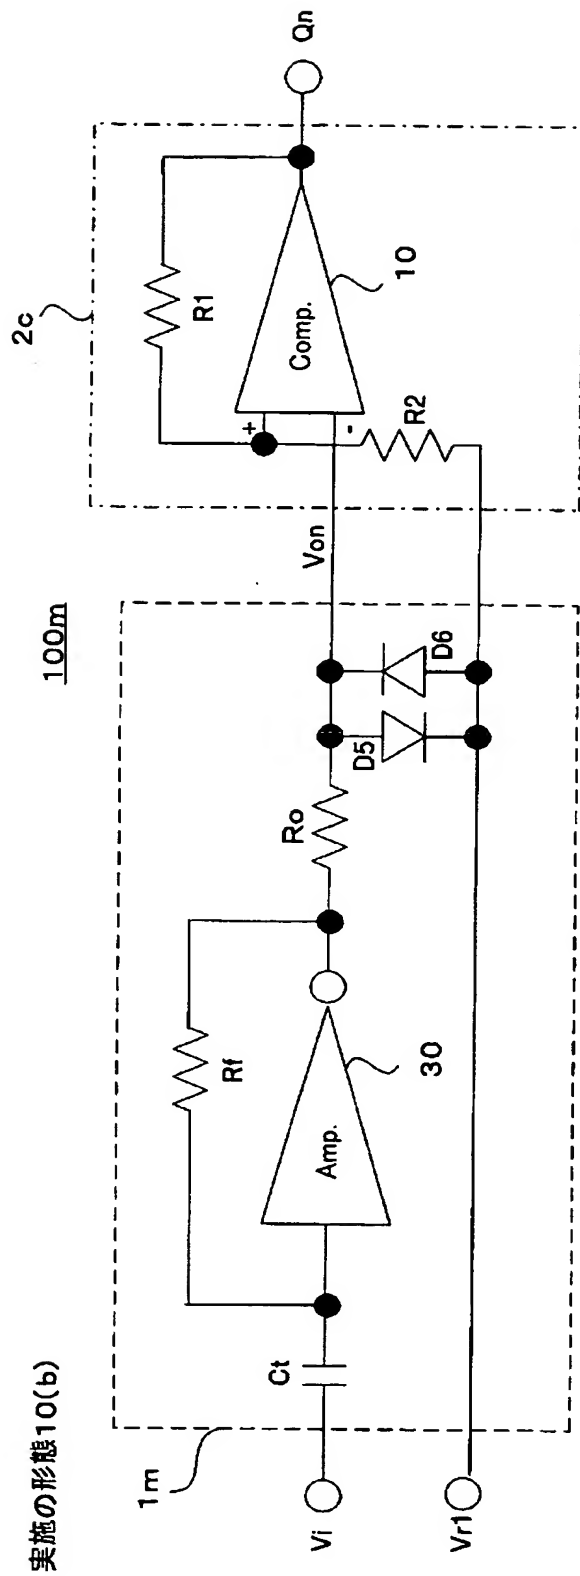 実施の形態10(b)
100m
1m
2c
Vi
Ct
Rf
Amp.
30
Ro
D5
D6
Von
+
-
Comp.
10
R1
R2
Qn
Vr1